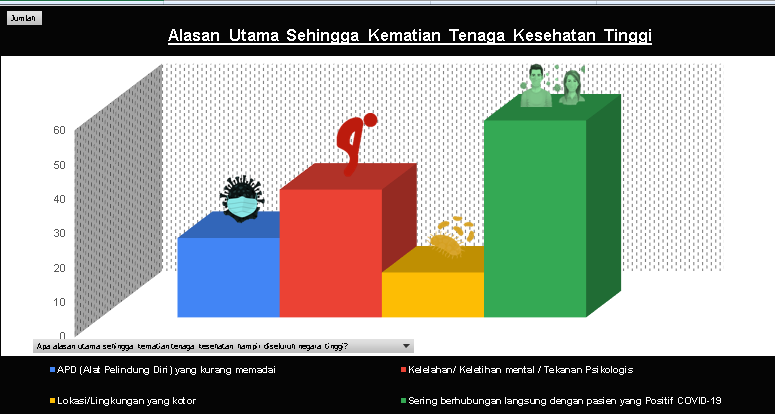 Jumlah
Alasan Utama Sehingga Kematian Tenaga Kesehatan Tinggi
60
50
40
30
20
10
0
Apa alasan utama sehingga kematian tenaga kesehatan hampir diseluruh negara tinggi?
APD (Alat Pelindung Diri) yang kurang memadai
Kelelahan/ Keletihan mental / Tekanan Psikologis
Lokasi/Lingkungan yang kotor
Sering berhubungan langsung dengan pasien yang Positif COVID-19